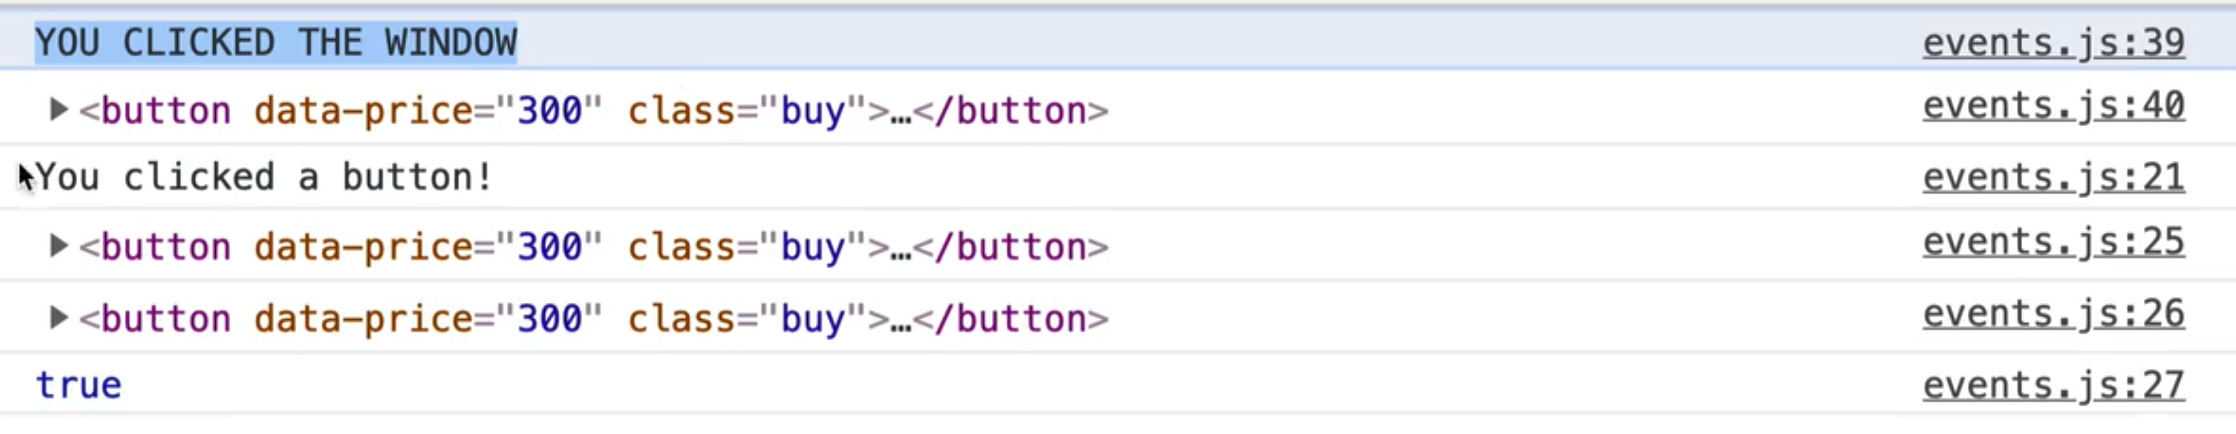 YOU CLICKED THE WINDOW events.js:39
▶<button data-price="300" class="buy">…</button> events.js:40
You clicked a button! events.js:21
▶<button data-price="300" class="buy">…</button> events.js:25
▶<button data-price="300" class="buy">…</button> events.js:26
true events.js:27